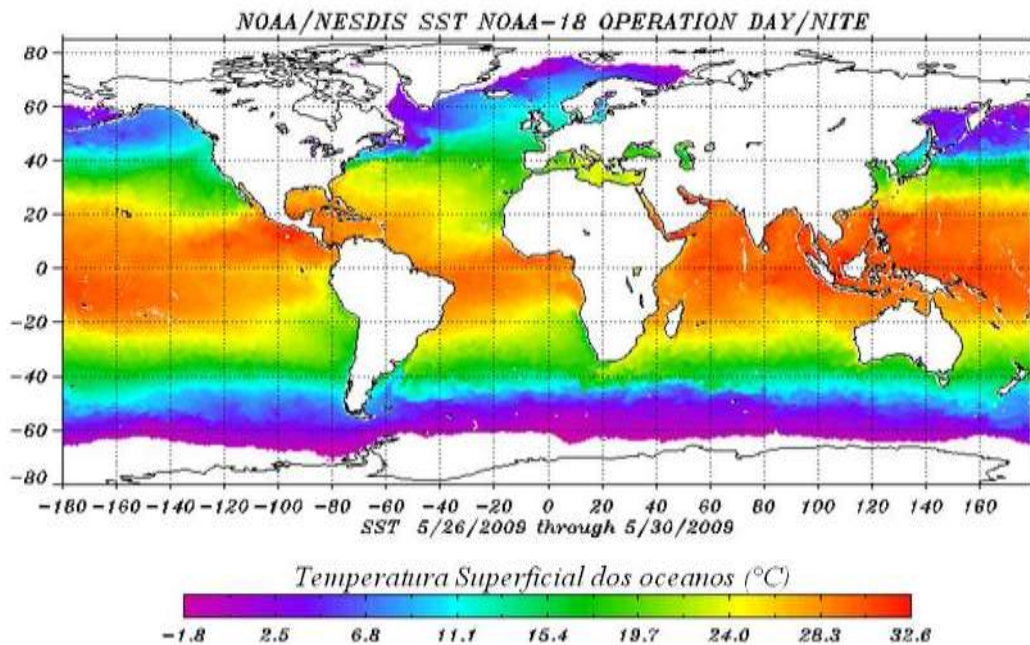 NOAA/NESDIS SST NOAA-18 OPERATION DAY/NITE
80
60
40
20
0
-20
-40
-60
-80
-180 -160 -140 -120 -100 -80 -60 -40 -20 0 20 40 60 80 100 120 140 160
SST 5/26/2009 through 5/30/2009
Temperatura Superficial dos oceanos (°C)
-1.8 2.5 6.8 11.1 15.4 19.7 24.0 28.3 32.6